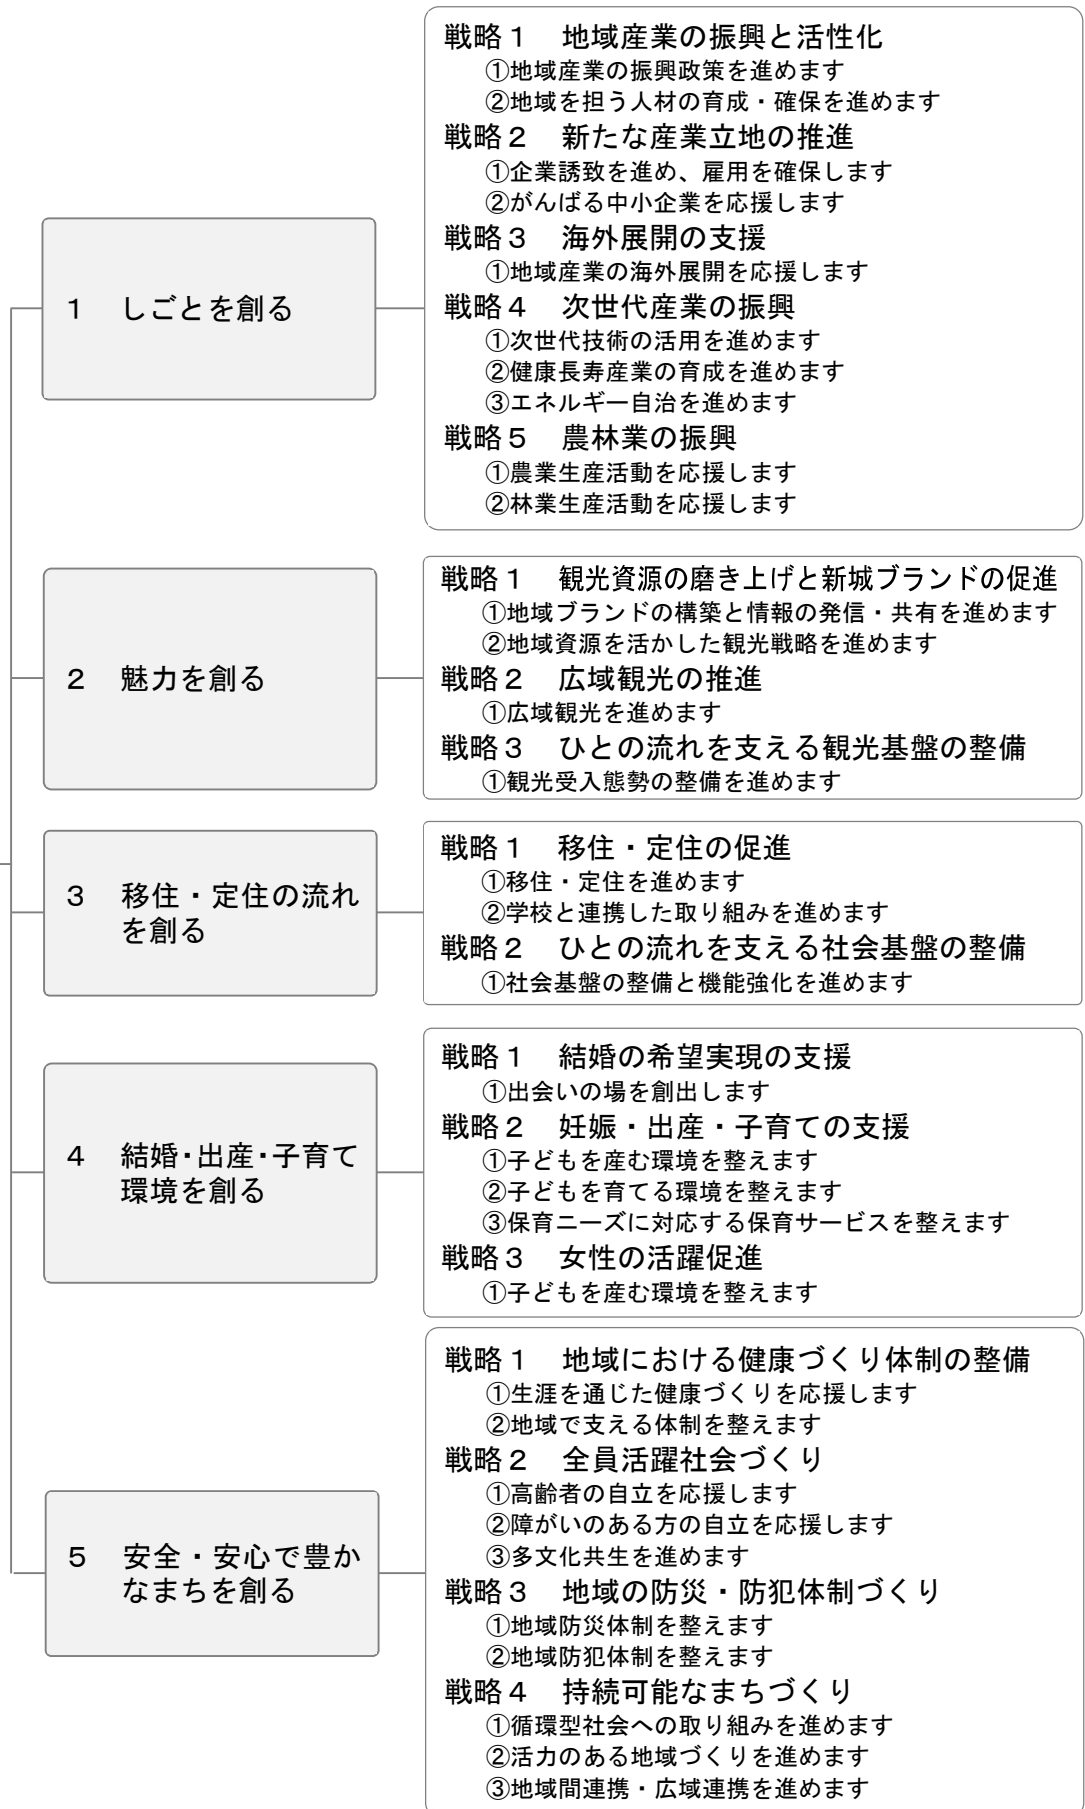 1 しごとを創る
戦略1 地域産業の振興と活性化
①地域産業の振興政策を進めます
②地域を担う人材の育成・確保を進めます
戦略2 新たな産業立地の推進
①企業誘致を進め、雇用を確保します
②がんばる中小企業を応援します
戦略3 海外展開の支援
①地域産業の海外展開を応援します
戦略4 次世代産業の振興
①次世代技術の活用を進めます
②健康長寿産業の育成を進めます
③エネルギー自治を進めます
戦略5 農林業の振興
①農業生産活動を応援します
②林業生産活動を応援します
2 魅力を創る
戦略1 観光資源の磨き上げと新城ブランドの促進
①地域ブランドの構築と情報の発信・共有を進めます
②地域資源を活かした観光戦略を進めます
戦略2 広域観光の推進
①広域観光を進めます
戦略3 ひとの流れを支える観光基盤の整備
①観光受入態勢の整備を進めます
3 移住・定住の流れ
を創る
戦略1 移住・定住の促進
①移住・定住を進めます
②学校と連携した取り組みを進めます
戦略2 ひとの流れを支える社会基盤の整備
①社会基盤の整備と機能強化を進めます
4 結婚・出産・子育て
環境を創る
戦略1 結婚の希望実現の支援
①出会いの場を創出します
戦略2 妊娠・出産・子育ての支援
①子どもを産む環境を整えます
②子どもを育てる環境を整えます
③保育ニーズに対応する保育サービスを整えます
戦略3 女性の活躍促進
①子どもを産む環境を整えます
5 安全・安心で豊か
なまちを創る
戦略1 地域における健康づくり体制の整備
①生涯を通じた健康づくりを応援します
②地域で支える体制を整えます
戦略2 全員活躍社会づくり
①高齢者の自立を応援します
②障がいのある方の自立を応援します
③多文化共生を進めます
戦略3 地域の防災・防犯体制づくり
①地域防災体制を整えます
②地域防犯体制を整えます
戦略4 持続可能なまちづくり
①循環型社会への取り組みを進めます
②活力のある地域づくりを進めます
③地域間連携・広域連携を進めます